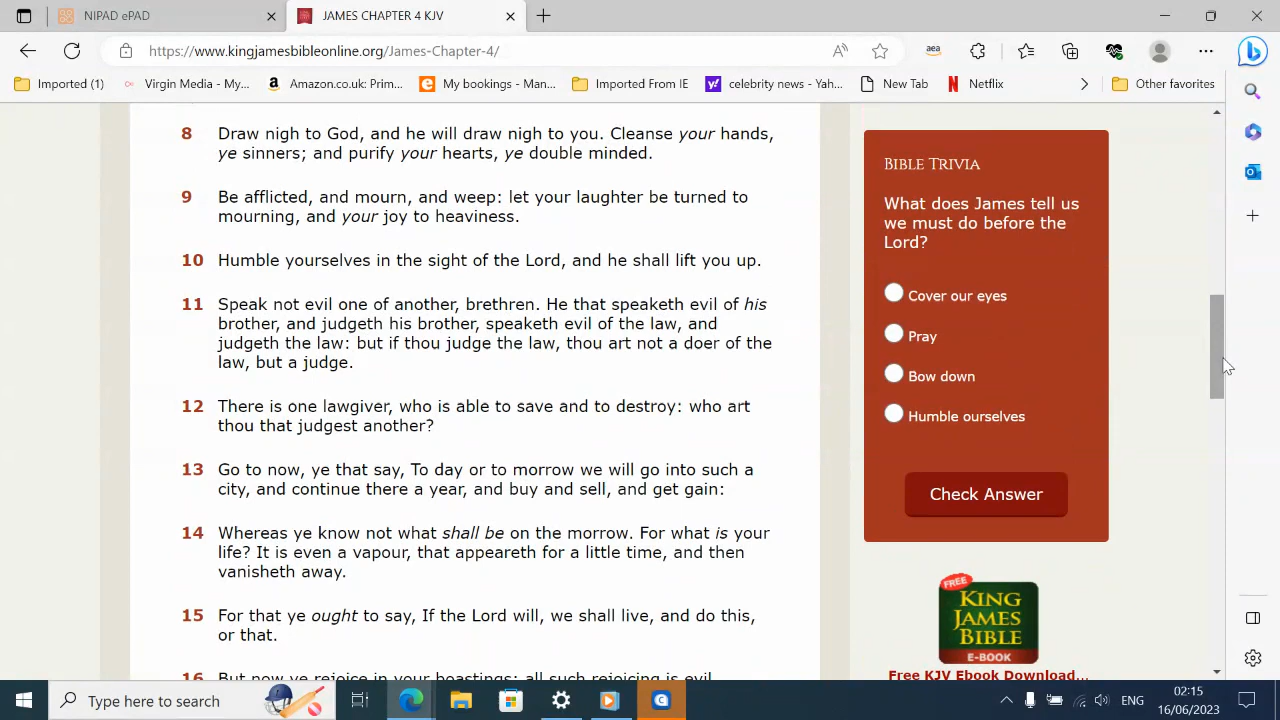 NIPAD ePAD
JAMES CHAPTER 4 KJV
https://www.kingjamesbibleonline.org/James-Chapter-4/
aea
Imported (1)
Virgin Media - My...
Amazon.co.uk: Prim...
My bookings - Man...
Imported From IE
celebrity news - Yah...
New Tab
Netflix
Other favorites
8 Draw nigh to God, and he will draw nigh to you. Cleanse your hands,
ye sinners; and purify your hearts, ye double minded.
9 Be afflicted, and mourn, and weep: let your laughter be turned to
mourning, and your joy to heaviness.
10 Humble yourselves in the sight of the Lord, and he shall lift you up.
11 Speak not evil one of another, brethren. He that speaketh evil of his
brother, and judgeth his brother, speaketh evil of the law, and
judgeth the law: but if thou judge the law, thou art not a doer of the
law, but a judge.
12 There is one lawgiver, who is able to save and to destroy: who art
thou that judgest another?
13 Go to now, ye that say, To day or to morrow we will go into such a
city, and continue there a year, and buy and sell, and get gain:
14 Whereas ye know not what shall be on the morrow. For what is your
life? It is even a vapour, that appeareth for a little time, and then
vanisheth away.
15 For that ye ought to say, If the Lord will, we shall live, and do this,
or that.
16 But now ye rejoice in your boastings: all such rejoicing is evil.
BIBLE TRIVIA
What does James tell us
we must do before the
Lord?
Cover our eyes
Pray
Bow down
Humble ourselves
Check Answer
FREE
KING
JAMES
BIBLE
E-BOOK
Free KJV Ebook Download...
Type here to search
ENG
02:15
16/06/2023